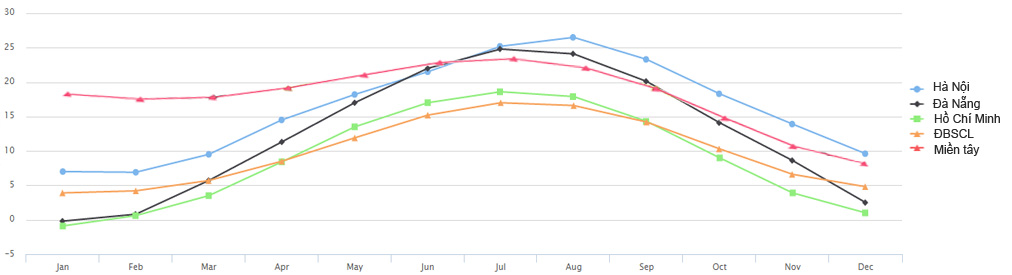 30
25
20
15
10
5
0
-5
Jan Feb Mar Apr May Jun Jul Aug Sep Oct Nov Dec
Hà Nội
Đà Nẵng
Hồ Chí Minh
ĐBSCL
Miền tây